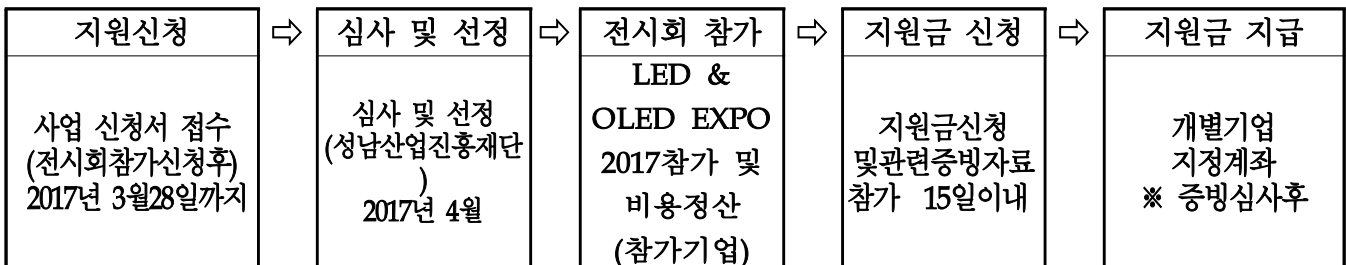 지원신청
⇨
심사 및 선정
⇨
전시회 참가
⇨
지원금 신청
⇨
지원금 지급
사업 신청서 접수
(전시회참가신청후)
2017년 3월28일까지
심사 및 선정
(성남산업진흥재단
)
2017년 4월
LED &
OLED EXPO
2017참가 및
비용정산
(참가기업)
지원금신청
및관련증빙자료
참가 15일이내
개별기업
지정계좌
※ 증빙심사후